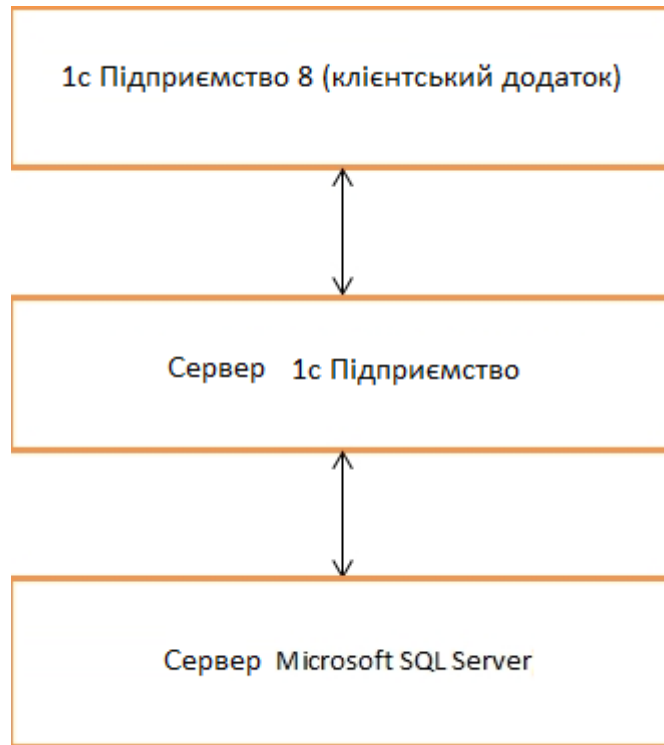 1с Підприємство 8 (клієнтський додаток)
Сервер 1с Підприємство
Сервер Microsoft SQL Server